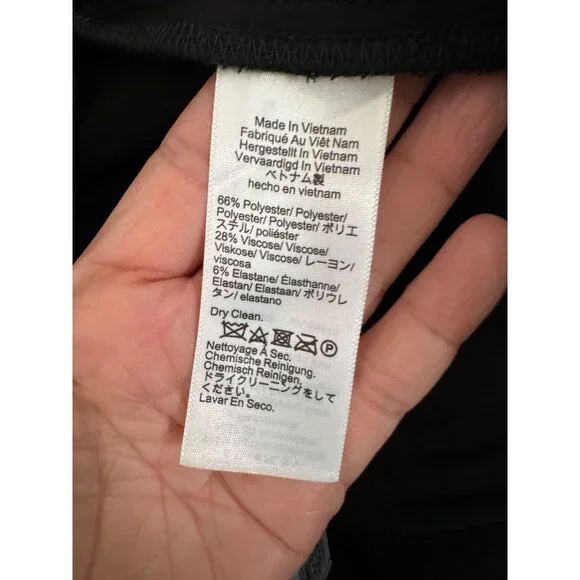 Made In Vietnam
Fabriqué Au Viêt Nam
Hergestellt In Vietnam
Vervaardigd In Vietnam
ベトナム製
hecho en vietnam
66% Polyester/ Polyester/
Polyester/ Polyester/ ポリエ
ステル/ poliéster
28% Viscose/ Viscose/
Viskose/ Viscose/ レーヨン/
viscosa
6% Elastane/ Élasthanne/
Elastan/ Elastaan/ ポリウレ
タン/ elastano
Dry Clean.
P
Nettoyage À Sec.
Chemische Reinigung.
Chemisch Reinigen.
ドライクリーニングをして
ください。
Lavar En Seco.